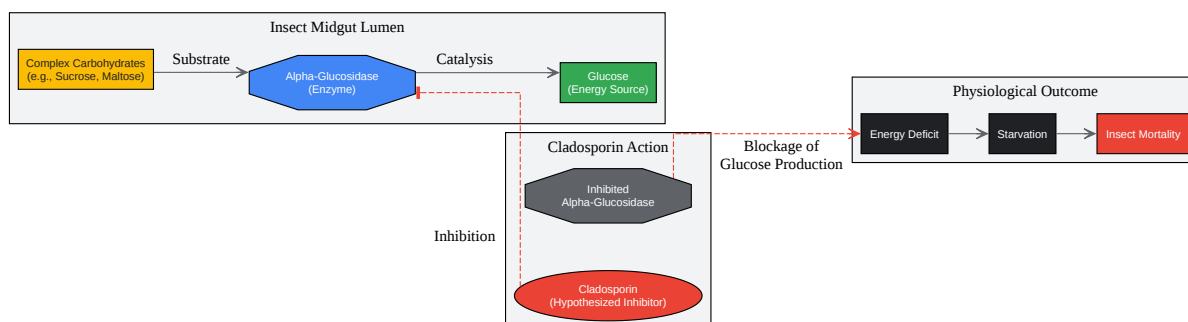 Insect Midgut Lumen
Complex Carbohydrates
(e.g., Sucrose, Maltose)
Substrate
Alpha-Glucosidase
(Enzyme)
Catalysis
Glucose
(Energy Source)
Physiological Outcome
Energy Deficit
Starvation
Insect Mortality
Cladosporin Action
Blockage of
Glucose Production
Inhibited
Alpha-Glucosidase
Inhibition
Cladosporin
(Hypothesized Inhibitor)